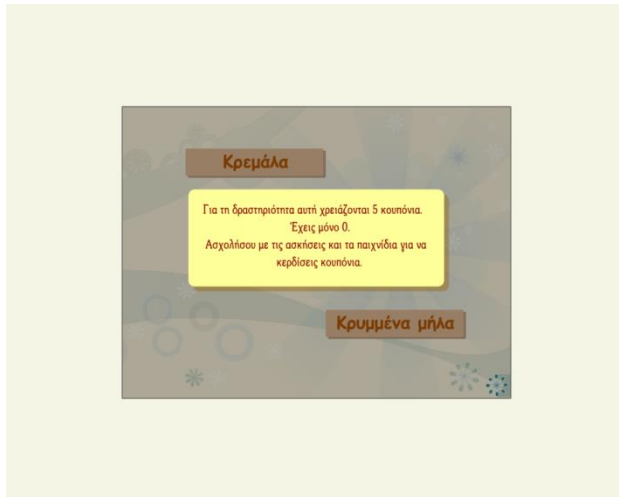 Κρεμάλα
Για τη δραστηριότητα αυτή χρειάζονται 5 κουπόνια.
Έχεις μόνο 0.
Ασχολήσου με τις ασκήσεις και τα παιχνίδια για να
κερδίσεις κουπόνια.
Κρυμμένα μήλα